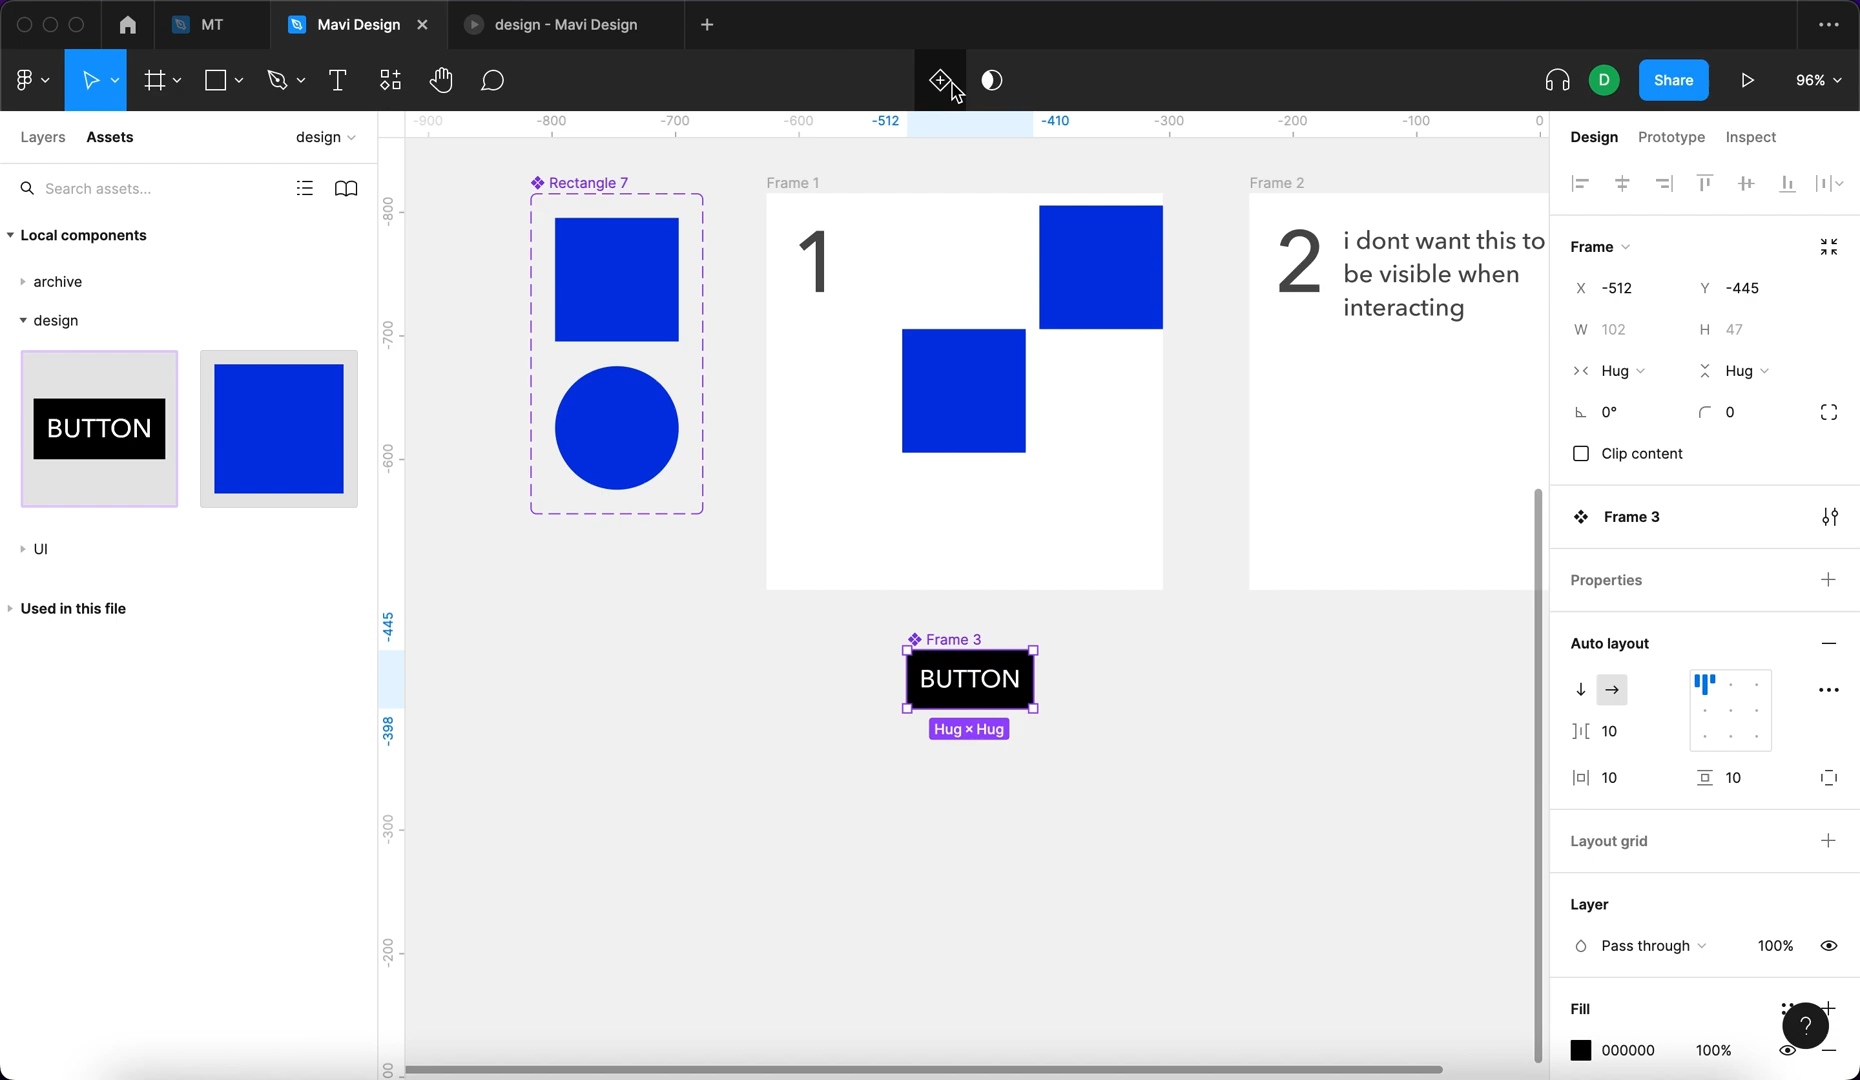 MT
Mavi Design
design - Mavi Design
Share
96%
D
Layers
Assets
design
Search assets...
Local components
archive
design
BUTTON
UI
Used in this file
-900
-800
-700
-600
-512
-410
-300
-200
-100
0
-800
-700
-600
-445
-398
-300
-200
00
Rectangle 7
Frame 1
1
Frame 2
2
i dont want this to
be visible when
interacting
Frame 3
BUTTON
Hug × Hug
Design
Prototype
Inspect
Frame
X -512
Y -445
W 102
H 47
Hug
Hug
0°
0
Clip content
Frame 3
Properties
Auto layout
10
10
10
Layout grid
Layer
Pass through
100%
Fill
?
000000
100%